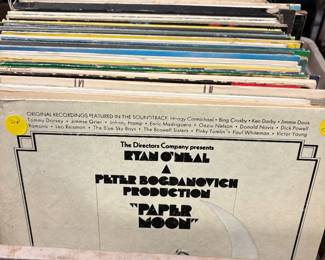 ORIGINAL RECORDINGS FEATURED IN THE SOUNDTRACK: Hoagy Carmichael • Bing Crosby • Ken Darby • Jimmie Davis
Tommy Dorsey • Jimmie Grier • Johnny Hamp • Enric Madriguera • Ozzie Nelson • Donald Novis • Dick Powell
Ramona • Leo Reisman • The Blue Sky Boys • The Boswell Sisters • Pinky Tomlin • Paul Whiteman • Victor Young
The Directors Company presents
RYAN O'NEAL
A
PETER BOGDANOVICH
PRODUCTION
"PAPER
MOON"